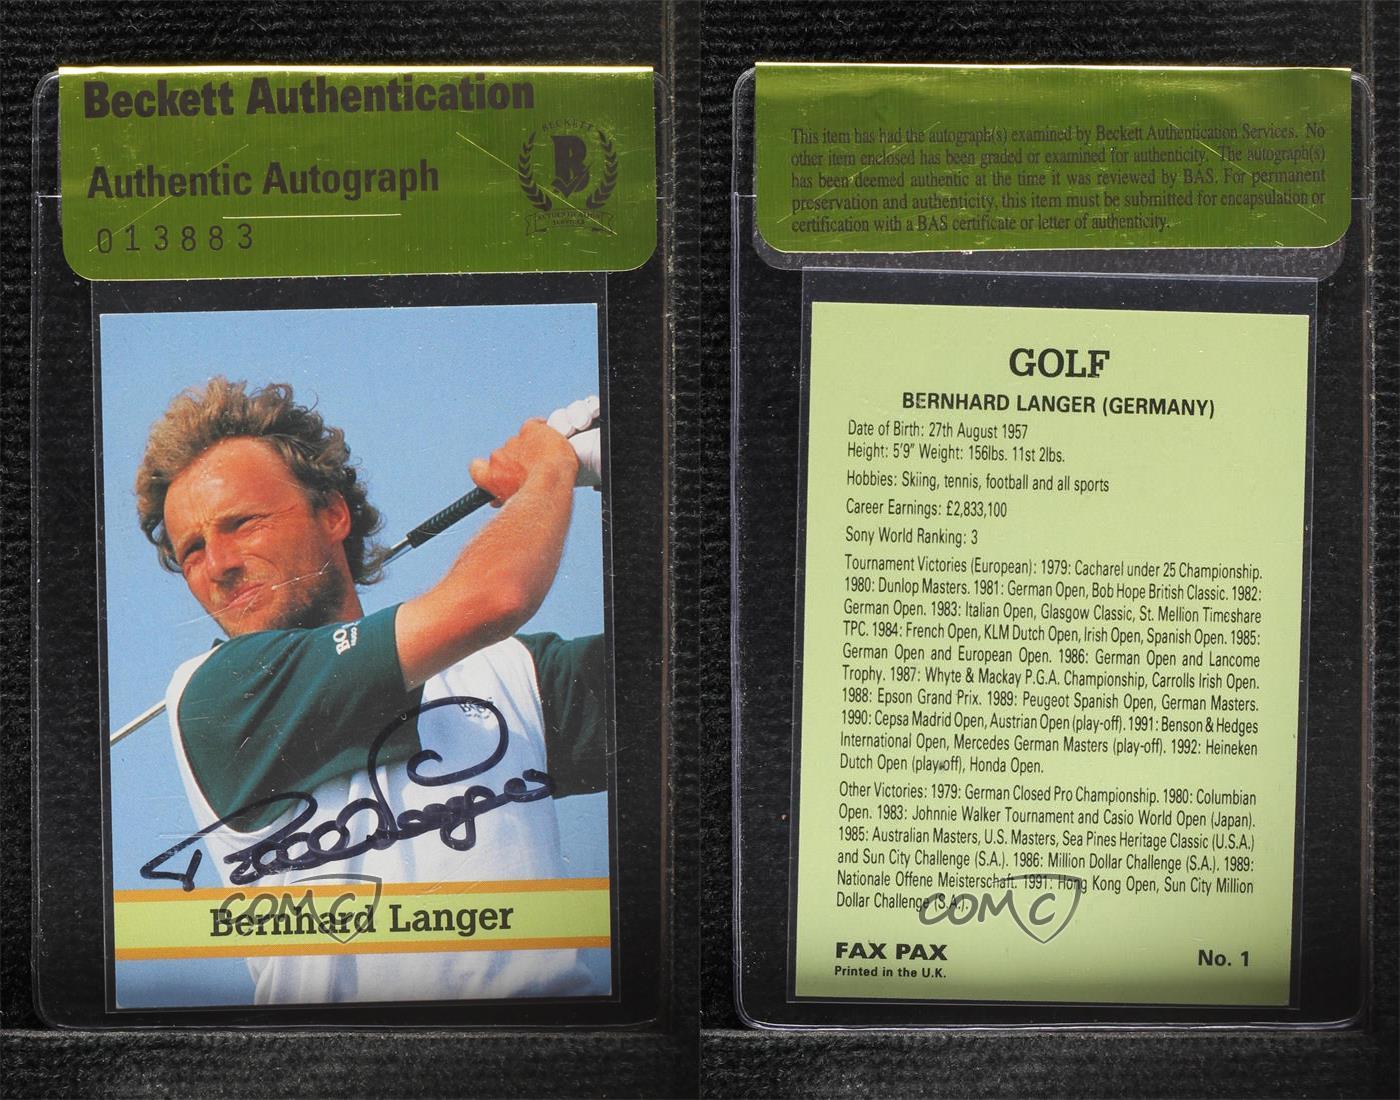 Beckett Authentication
Authentic Autograph
013883
BECKETT
B
AUTHENTICATION
SERVICES
BO
Bernhard Langer
COMC
This item has had the autograph(s) examined by Beckett Authentication Services. No
other item enclosed has been graded or examined for authenticity. The autograph(s)
has been deemed authentic at the time it was reviewed by BAS. For permanent
preservation and authenticity, this item must be submitted for encapsulation or
certification with a BAS certificate or letter of authenticity.
GOLF
BERNHARD LANGER (GERMANY)
Date of Birth: 27th August 1957
Height: 5'9" Weight: 156lbs. 11st 2lbs.
Hobbies: Skiing, tennis, football and all sports
Career Earnings: £2,833,100
Sony World Ranking: 3
Tournament Victories (European): 1979: Cacharel under 25 Championship.
1980: Dunlop Masters. 1981: German Open, Bob Hope British Classic. 1982:
German Open. 1983: Italian Open, Glasgow Classic, St. Mellion Timeshare
TPC. 1984: French Open, KLM Dutch Open, Irish Open, Spanish Open. 1985:
German Open and European Open. 1986: German Open and Lancome
Trophy. 1987: Whyte & Mackay P.G.A. Championship, Carrolls Irish Open.
1988: Epson Grand Prix. 1989: Peugeot Spanish Open, German Masters.
1990: Cepsa Madrid Open, Austrian Open (play-off). 1991: Benson & Hedges
International Open, Mercedes German Masters (play-off). 1992: Heineken
Dutch Open (play-off), Honda Open.
Other Victories: 1979: German Closed Pro Championship. 1980: Columbian
Open. 1983: Johnnie Walker Tournament and Casio World Open (Japan).
1985: Australian Masters, U.S. Masters, Sea Pines Heritage Classic (U.S.A.)
and Sun City Challenge (S.A.). 1986: Million Dollar Challenge (S.A.). 1989:
Nationale Offene Meisterschaft. 1991: Hong Kong Open, Sun City Million
Dollar Challenge (S.A.).
COMC
FAX PAX
Printed in the U.K.
No. 1